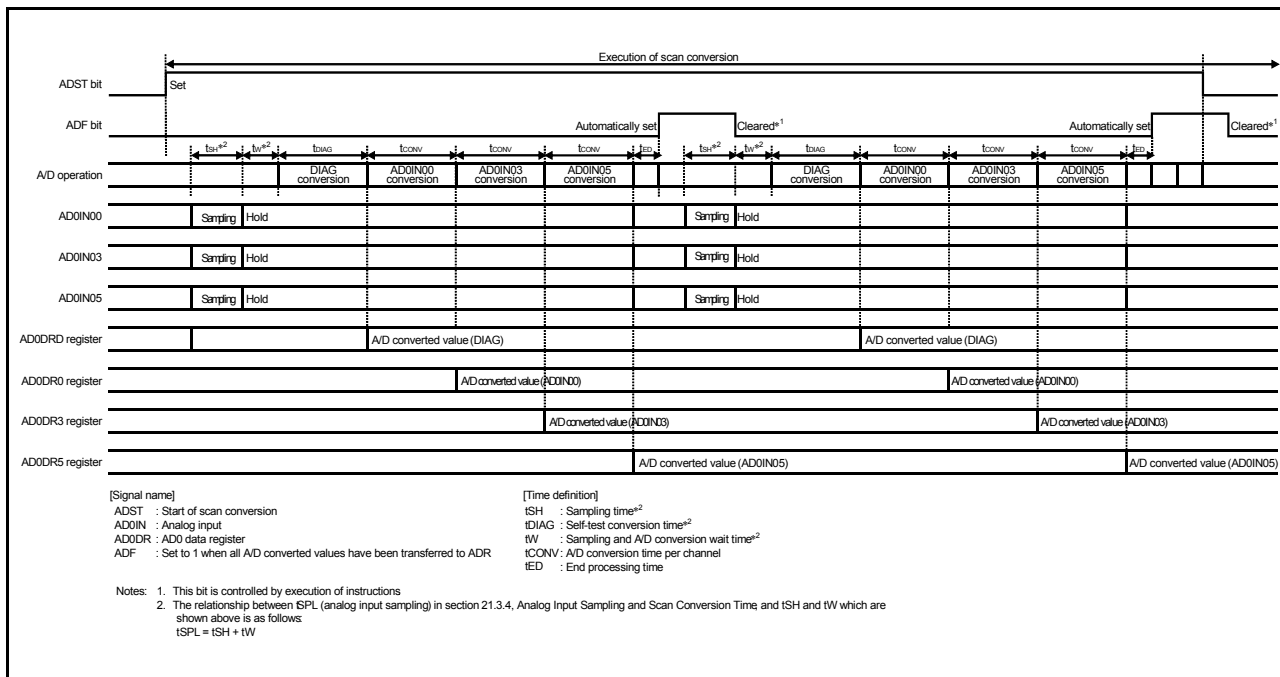 Execution of scan conversion
ADST bit Set
ADF bit Automatically set Cleared*1 Automatically set Cleared*1
tSH*2 tW*2 tDIAG tCONV tCONV tCONV tED tSH*2 tW*2 tDIAG tCONV tCONV tCONV tED
A/D operation DIAG conversion AD0IN00 conversion AD0IN03 conversion AD0IN05 conversion DIAG conversion AD0IN00 conversion AD0IN03 conversion AD0IN05 conversion
AD0IN00 Sampling Hold Sampling Hold
AD0IN03 Sampling Hold Sampling Hold
AD0IN05 Sampling Hold Sampling Hold
AD0DRD register A/D converted value (DIAG) A/D converted value (DIAG)
AD0DR0 register A/D converted value (AD0IN00) A/D converted value (AD0IN00)
AD0DR3 register A/D converted value (AD0IN03) A/D converted value (AD0IN03)
AD0DR5 register A/D converted value (AD0IN05) A/D converted value (AD0IN05)
[Signal name]
ADST : Start of scan conversion
AD0IN : Analog input
AD0DR : AD0 data register
ADF : Set to 1 when all A/D converted values have been transferred to ADR
[Time definition]
tSH : Sampling time*2
tDIAG : Self-test conversion time*2
tW : Sampling and A/D conversion wait time*2
tCONV : A/D conversion time per channel
tED : End processing time
Notes: 1. This bit is controlled by execution of instructions
2. The relationship between tSPL (analog input sampling) in section 21.3.4, Analog Input Sampling and Scan Conversion Time, and tSH and tW which are
shown above is as follows:
tSPL = tSH + tW